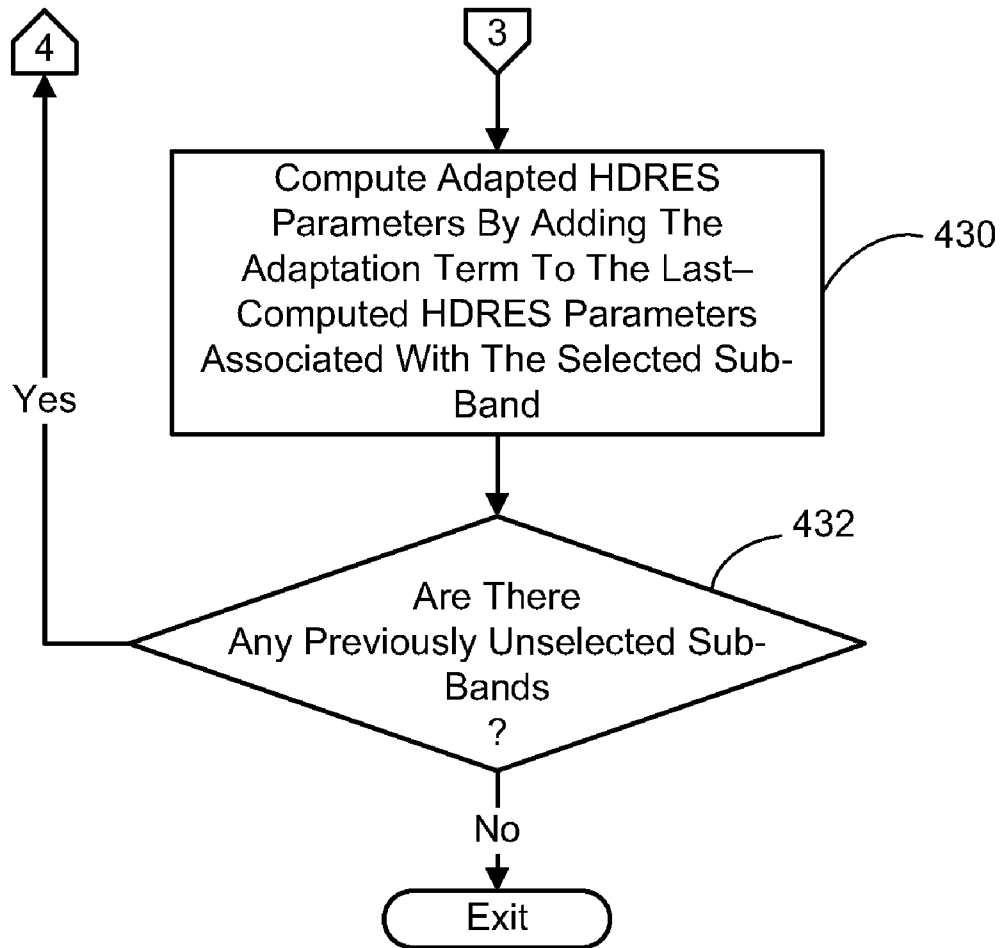 4
3
Compute Adapted HDRES
Parameters By Adding The
Adaptation Term To The Last–
Computed HDRES Parameters
Associated With The Selected Sub-
Band
430
Yes
432
Are There
Any Previously Unselected Sub-
Bands
?
No
Exit